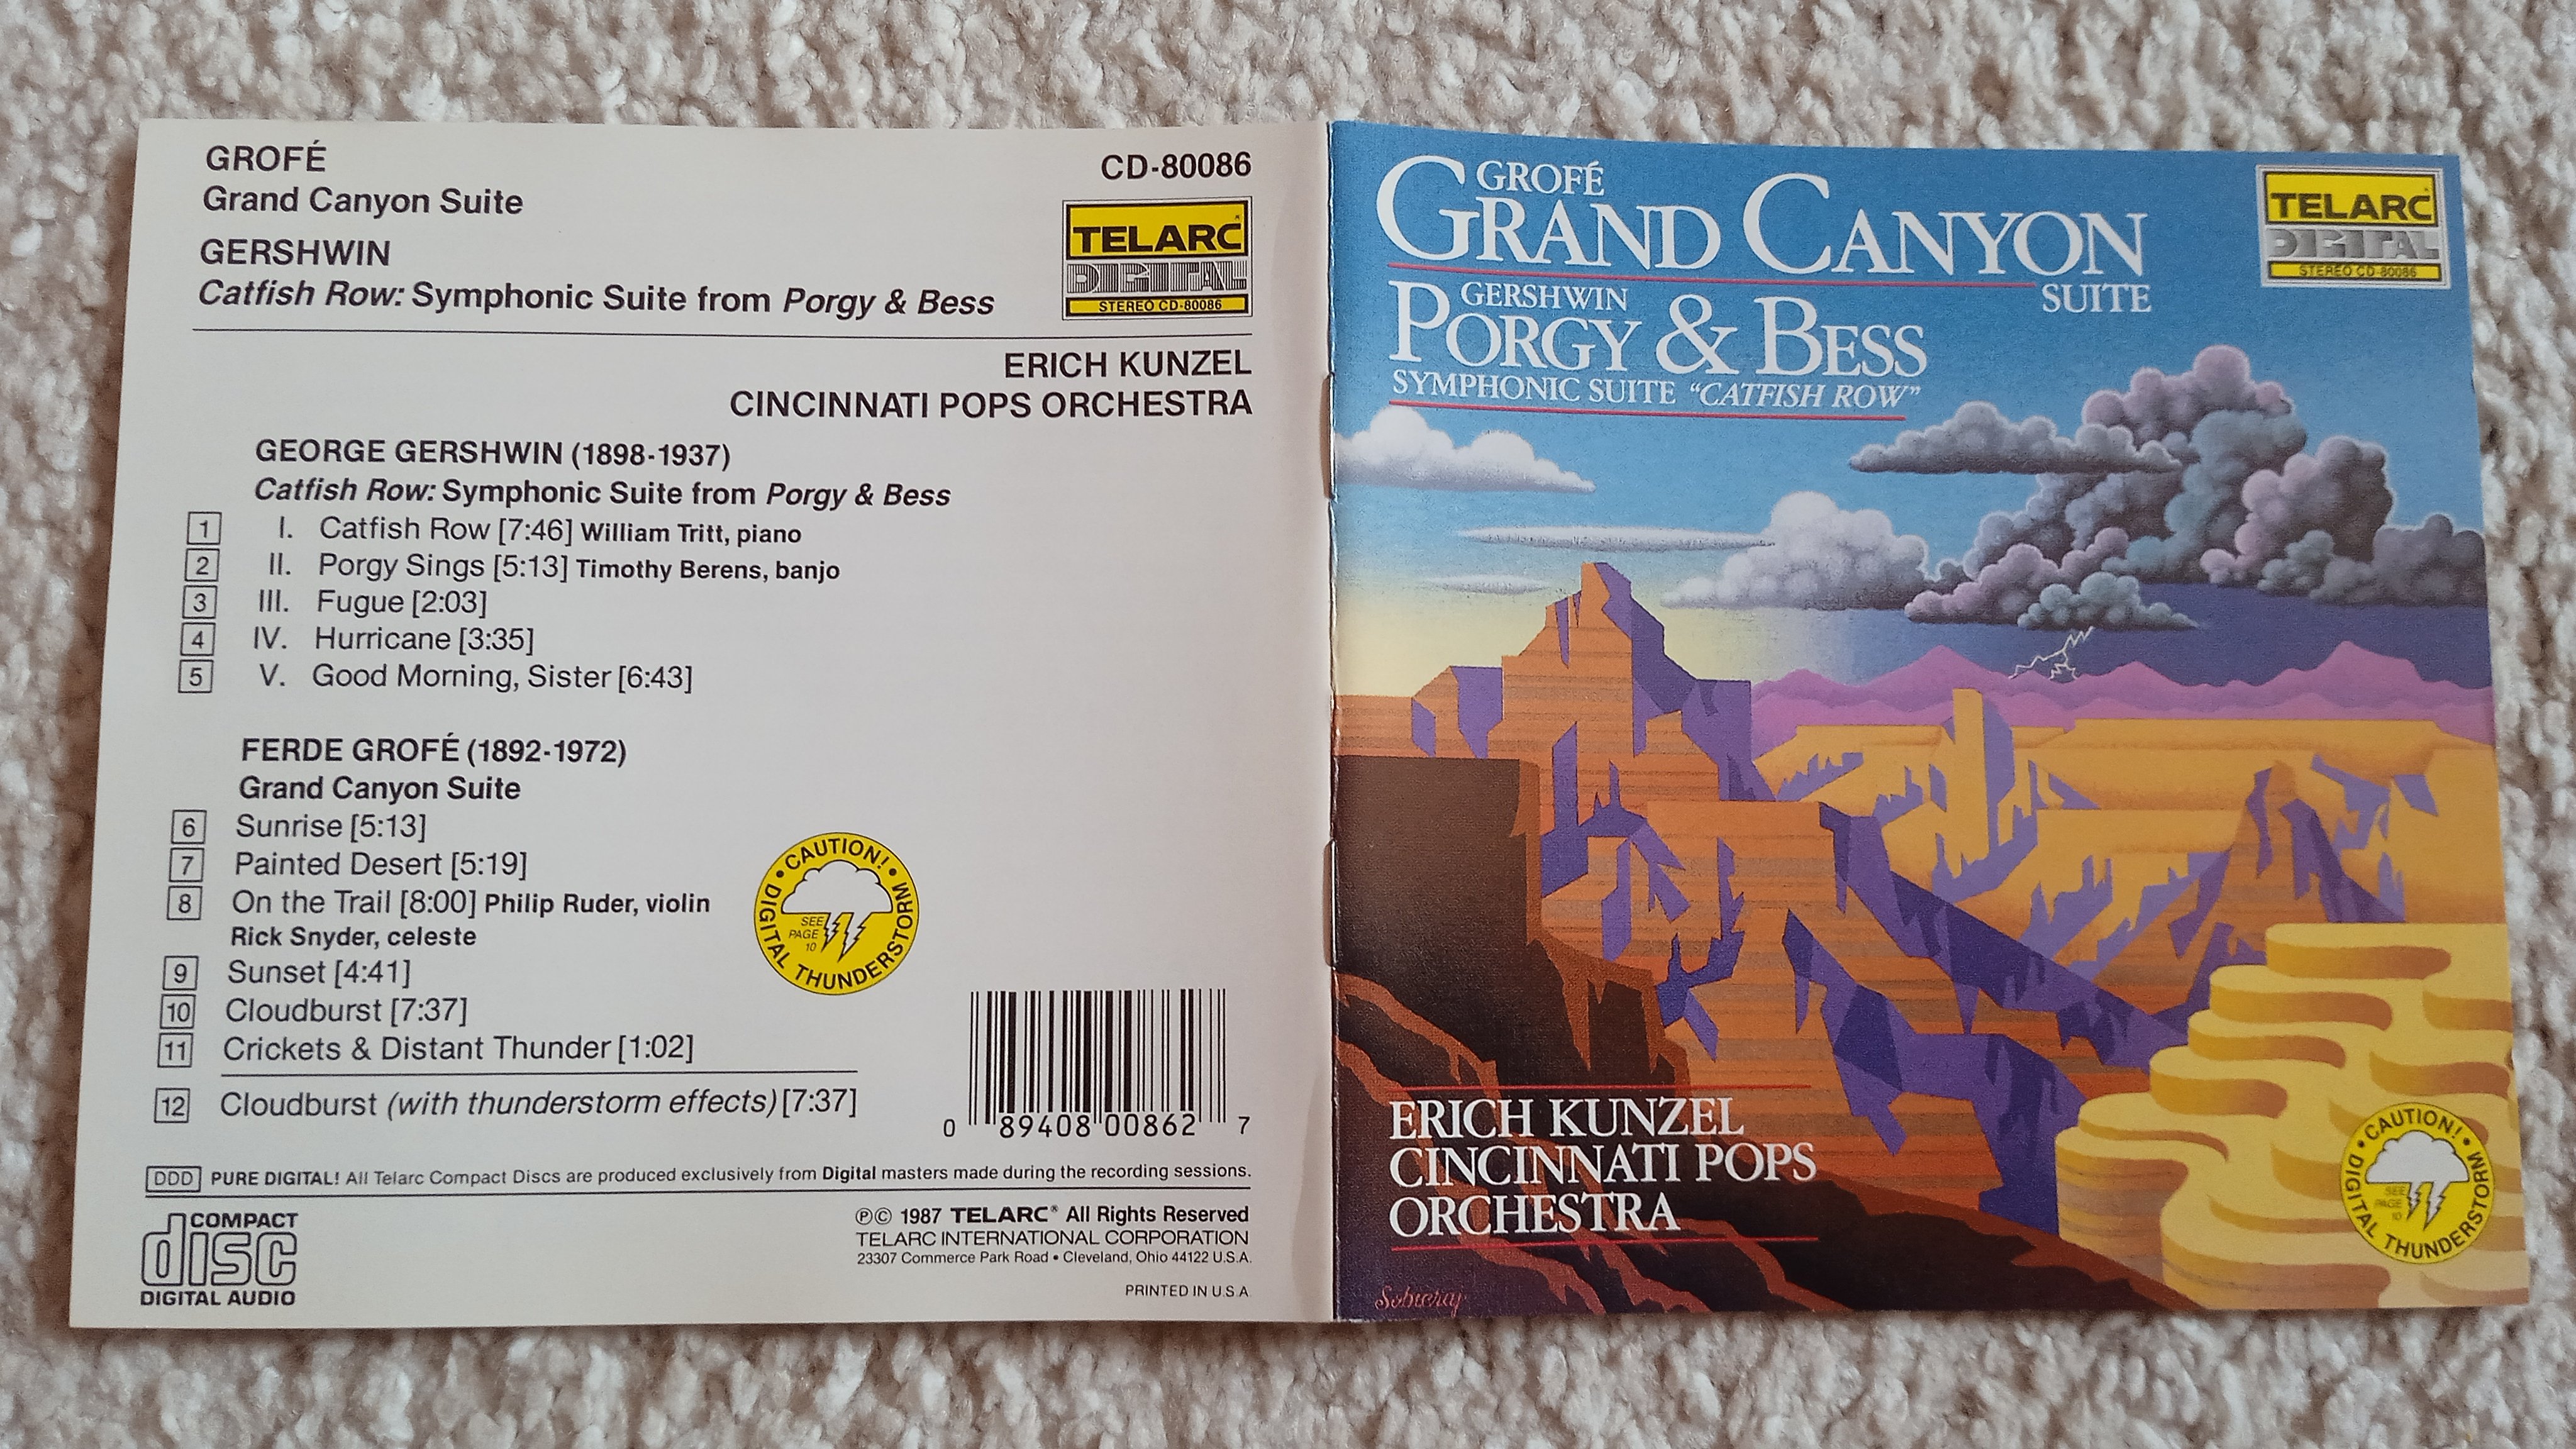 GROFÉ
Grand Canyon Suite
GERSHWIN
Catfish Row: Symphonic Suite from Porgy & Bess
CD-80086
TELARC
DIGITAL
STEREO CD-80086
ERICH KUNZEL
CINCINNATI POPS ORCHESTRA
GEORGE GERSHWIN (1898-1937)
Catfish Row: Symphonic Suite from Porgy & Bess
1 I. Catfish Row [7:46] William Tritt, piano
2 II. Porgy Sings [5:13] Timothy Berens, banjo
3 III. Fugue [2:03]
4 IV. Hurricane [3:35]
5 V. Good Morning, Sister [6:43]
FERDE GROFÉ (1892-1972)
Grand Canyon Suite
6 Sunrise [5:13]
7 Painted Desert [5:19]
8 On the Trail [8:00] Philip Ruder, violin
Rick Snyder, celeste
9 Sunset [4:41]
10 Cloudburst [7:37]
11 Crickets & Distant Thunder [1:02]
12 Cloudburst (with thunderstorm effects) [7:37]
• CAUTION! •
DIGITAL THUNDERSTORM
SEE
PAGE
10
0 89408 00862 7
DDD PURE DIGITAL! All Telarc Compact Discs are produced exclusively from Digital masters made during the recording sessions.
COMPACT
disc
DIGITAL AUDIO
℗© 1987 TELARC® All Rights Reserved
TELARC INTERNATIONAL CORPORATION
23307 Commerce Park Road • Cleveland, Ohio 44122 U.S.A.
PRINTED IN U.S.A.
GROFÉ
GRAND CANYON
SUITE
GERSHWIN
PORGY & BESS
SYMPHONIC SUITE “CATFISH ROW”
TELARC
DIGITAL
STEREO CD-80086
ERICH KUNZEL
CINCINNATI POPS
ORCHESTRA
• CAUTION! •
DIGITAL THUNDERSTORM
SEE
PAGE
10